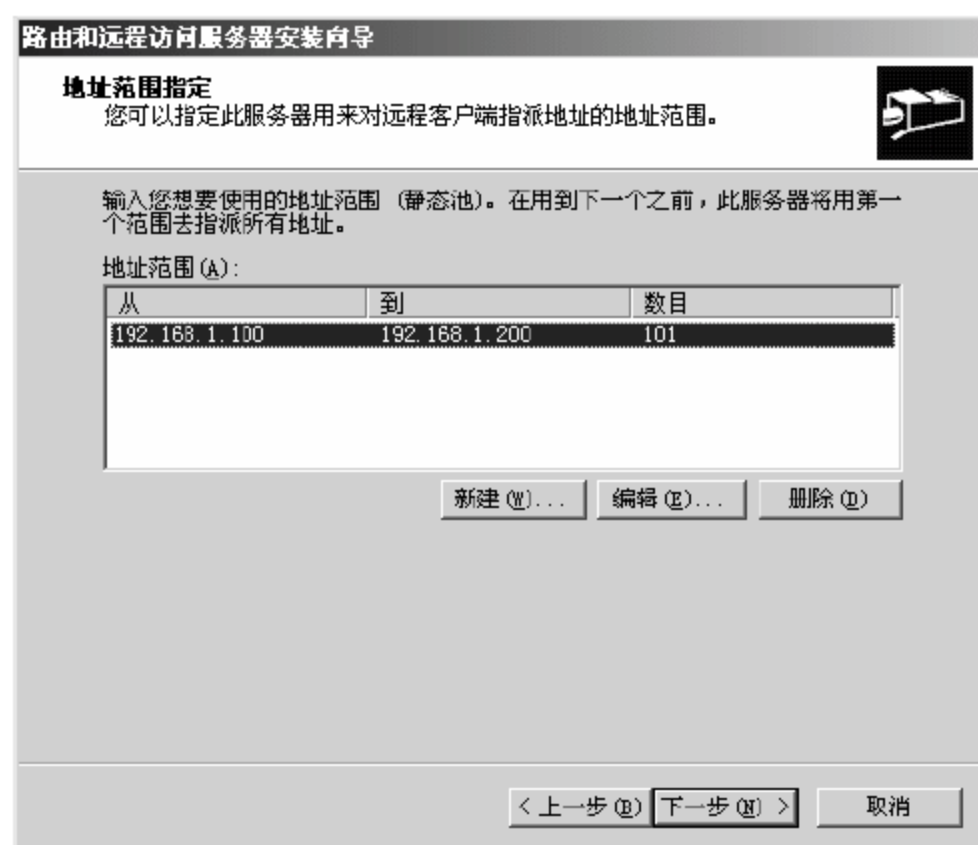 路由和远程访问服务器安装向导
地址范围指定
您可以指定此服务器用来对远程客户端指派地址的地址范围。
输入您想要使用的地址范围（静态池）。在用到下一个之前，此服务器将用第一
个范围去指派所有地址。
地址范围(A):
从 到 数目
192.168.1.100 192.168.1.200 101
新建(W)... 编辑(E)... 删除(D)
< 上一步(B) 下一步(N) > 取消